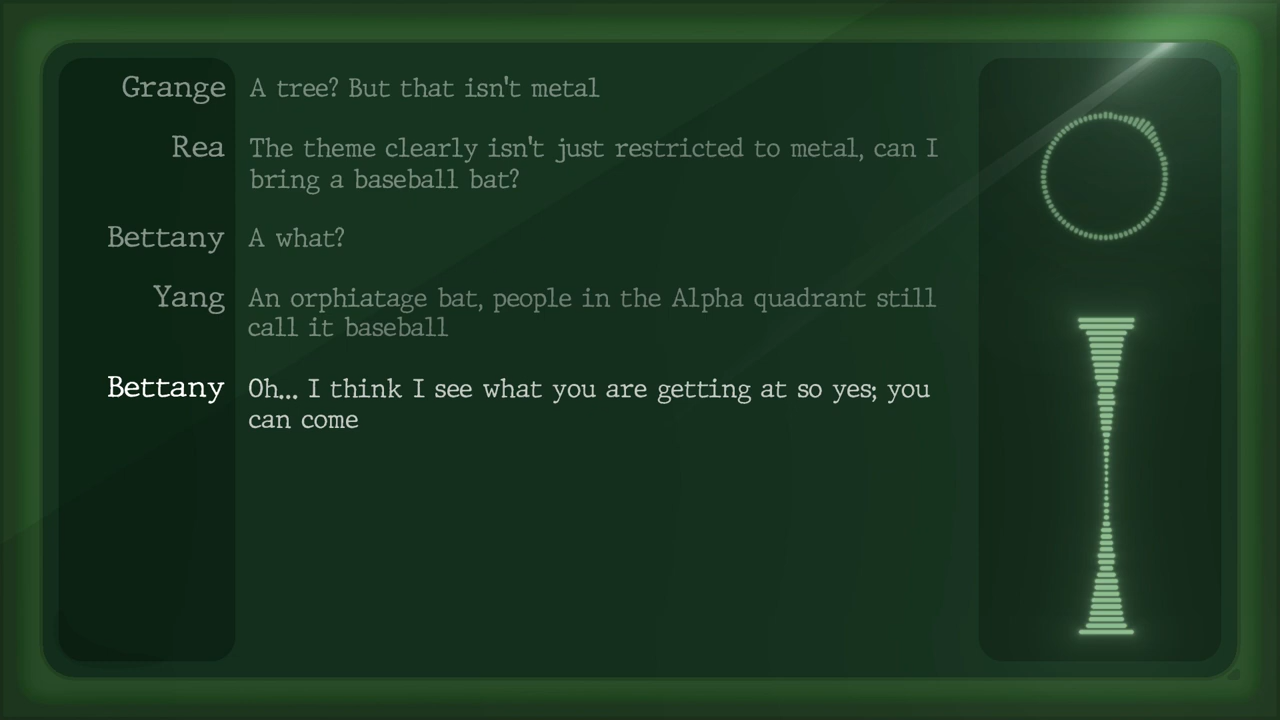 Grange A tree? But that isn't metal
Rea The theme clearly isn't just restricted to metal, can I
bring a baseball bat?
Bettany A what?
Yang An orphiatage bat, people in the Alpha quadrant still
call it baseball
Bettany Oh... I think I see what you are getting at so yes; you
can come